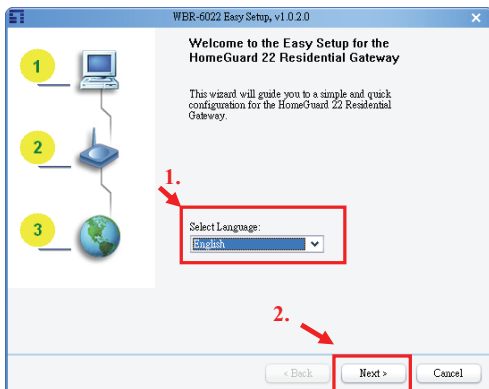 WBR-6022 Easy Setup, v1.0.2.0
Welcome to the Easy Setup for the
HomeGuard 22 Residential Gateway
This wizard will guide you to a simple and quick
configuration for the HomeGuard 22 Residential
Gateway.
1
2
3
1.
Select Language:
English
2.
< Back
Next >
Cancel